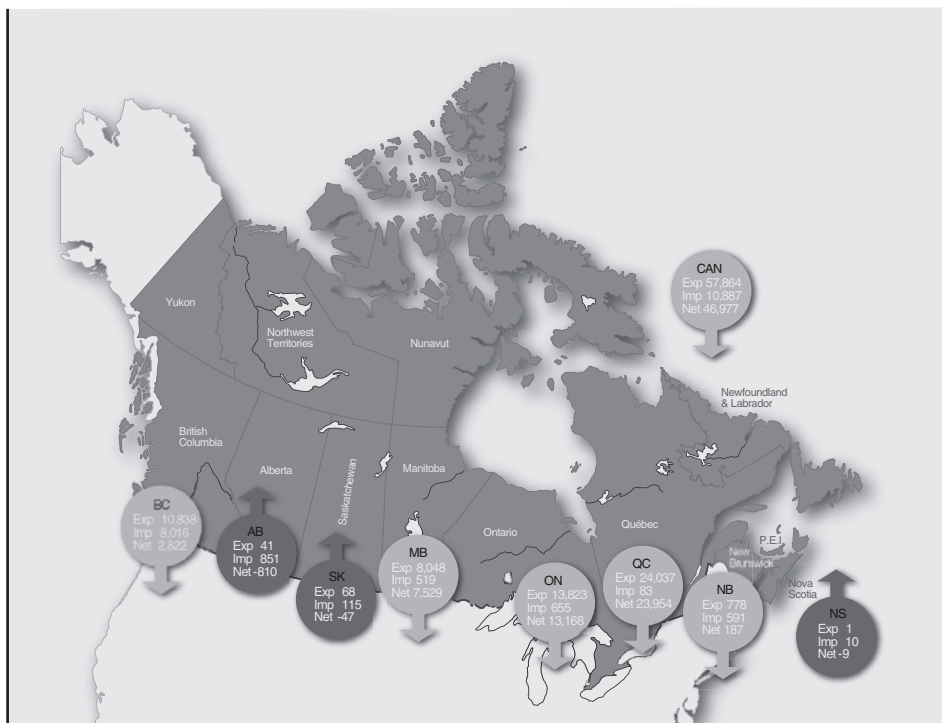 CAN
Exp 57,864
Imp 10,887
Net 46,977
Yukon
Northwest
Territories
Nunavut
Newfoundland
& Labrador
British
Columbia
Alberta
Saskatchewan
Manitoba
Ontario
Québec
P.E.I.
New
Brunswick
Nova
Scotia
BC
Exp 10,838
Imp 8,016
Net 2,822
AB
Exp 41
Imp 851
Net -810
SK
Exp 68
Imp 115
Net -47
MB
Exp 8,048
Imp 519
Net 7,529
ON
Exp 13,823
Imp 655
Net 13,168
QC
Exp 24,037
Imp 83
Net 23,954
NB
Exp 778
Imp 591
Net 187
NS
Exp 1
Imp 10
Net -9